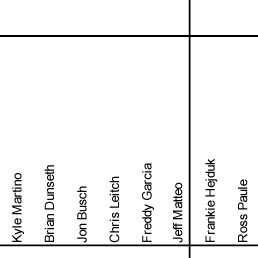 Kyle Martino
Brian Dunseth
Jon Busch
Chris Leitch
Freddy Garcia
Jeff Matteo
Frankie Hejduk
Ross Paule